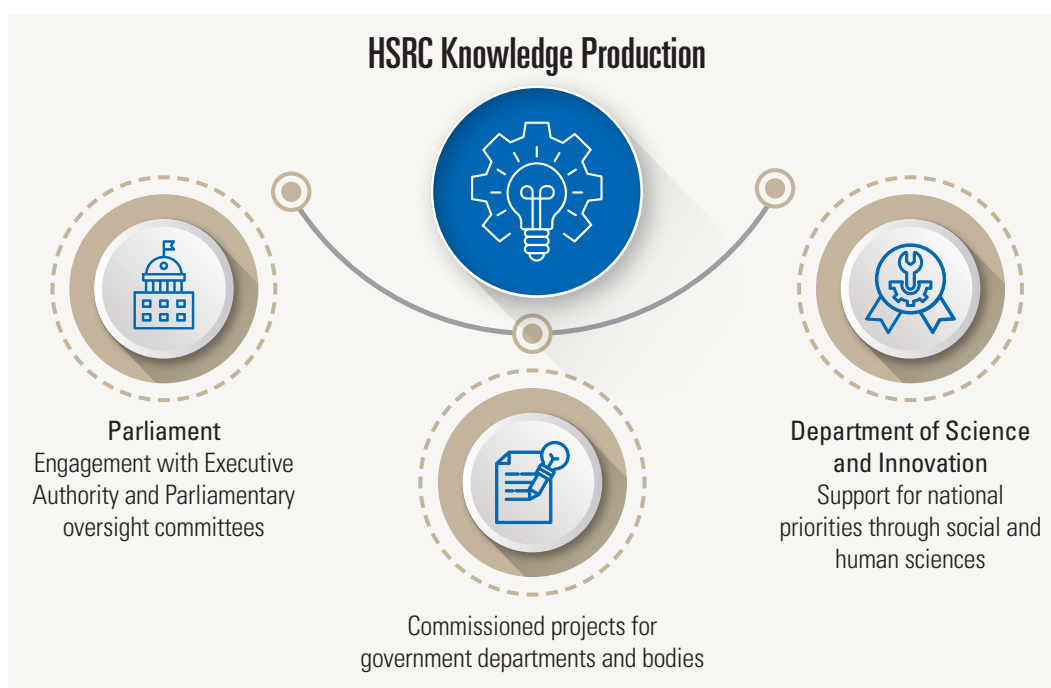 HSRC Knowledge Production
Parliament
Engagement with Executive
Authority and Parliamentary
oversight committees
Commissioned projects for
government departments and bodies
Department of Science
and Innovation
Support for national
priorities through social and
human sciences